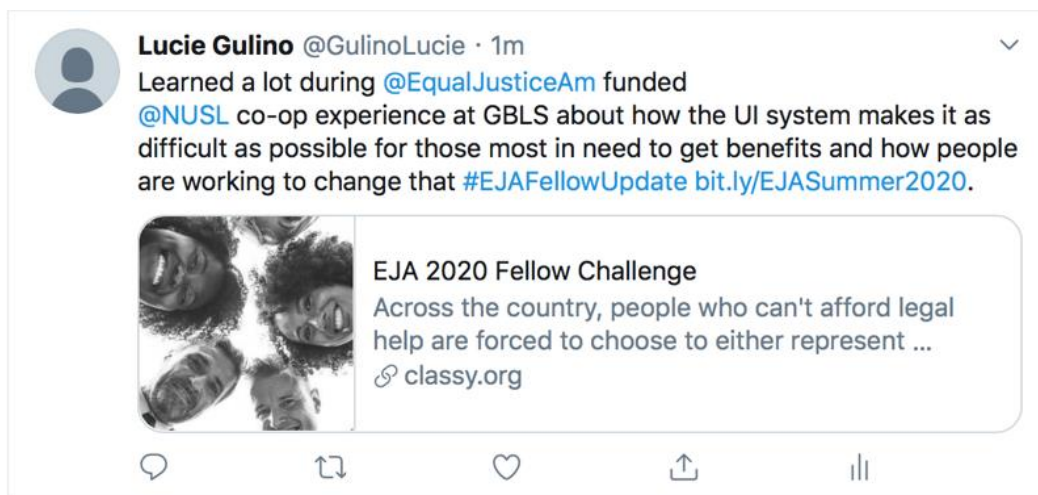 Lucie Gulino @GulinoLucie · 1m
Learned a lot during @EqualJusticeAm funded
@NUSL co-op experience at GBLS about how the UI system makes it as
difficult as possible for those most in need to get benefits and how people
are working to change that #EJAFellowUpdate bit.ly/EJASummer2020.
EJA 2020 Fellow Challenge
Across the country, people who can't afford legal
help are forced to choose to either represent ...
classy.org